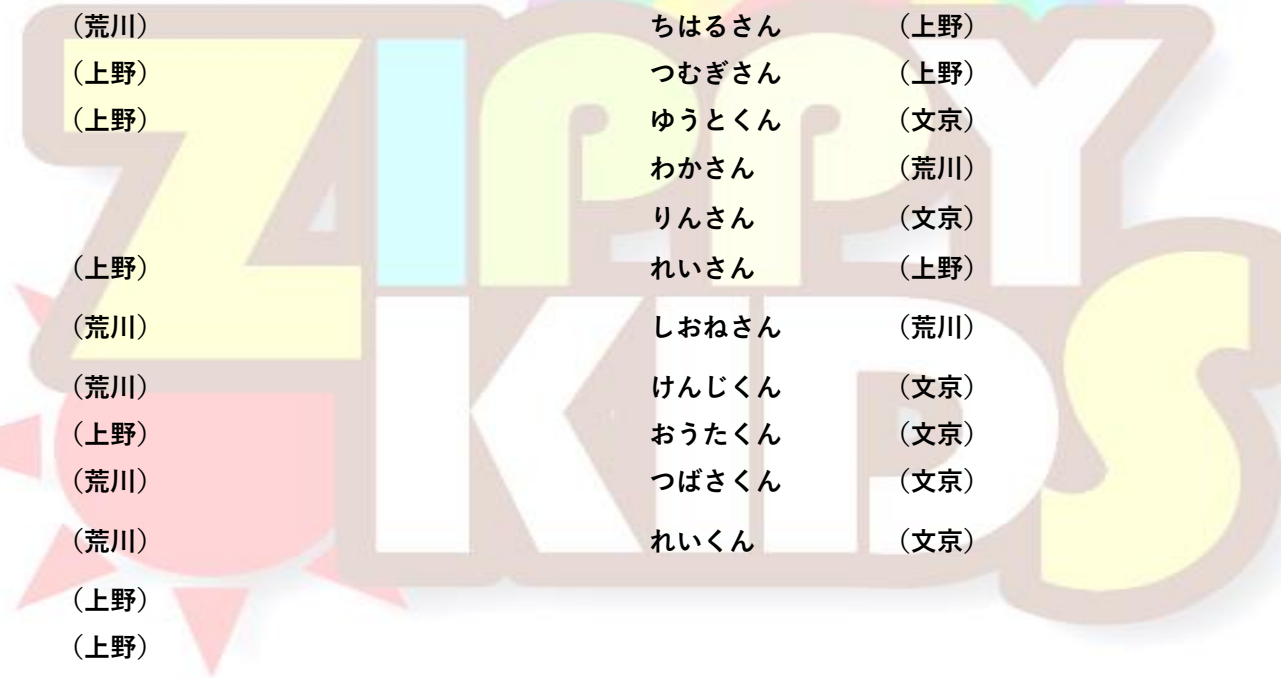 （荒川） ちはるさん （上野）
（上野） つむぎさん （上野）
（上野） ゆうとくん （文京）
わかさん （荒川）
りんさん （文京）
（上野） れいさん （上野）
（荒川） しおねさん （荒川）
（荒川） けんじくん （文京）
（上野） おうたくん （文京）
（荒川） つばさくん （文京）
（荒川） れいくん （文京）
（上野）
（上野）
ZIPPY
KIDS